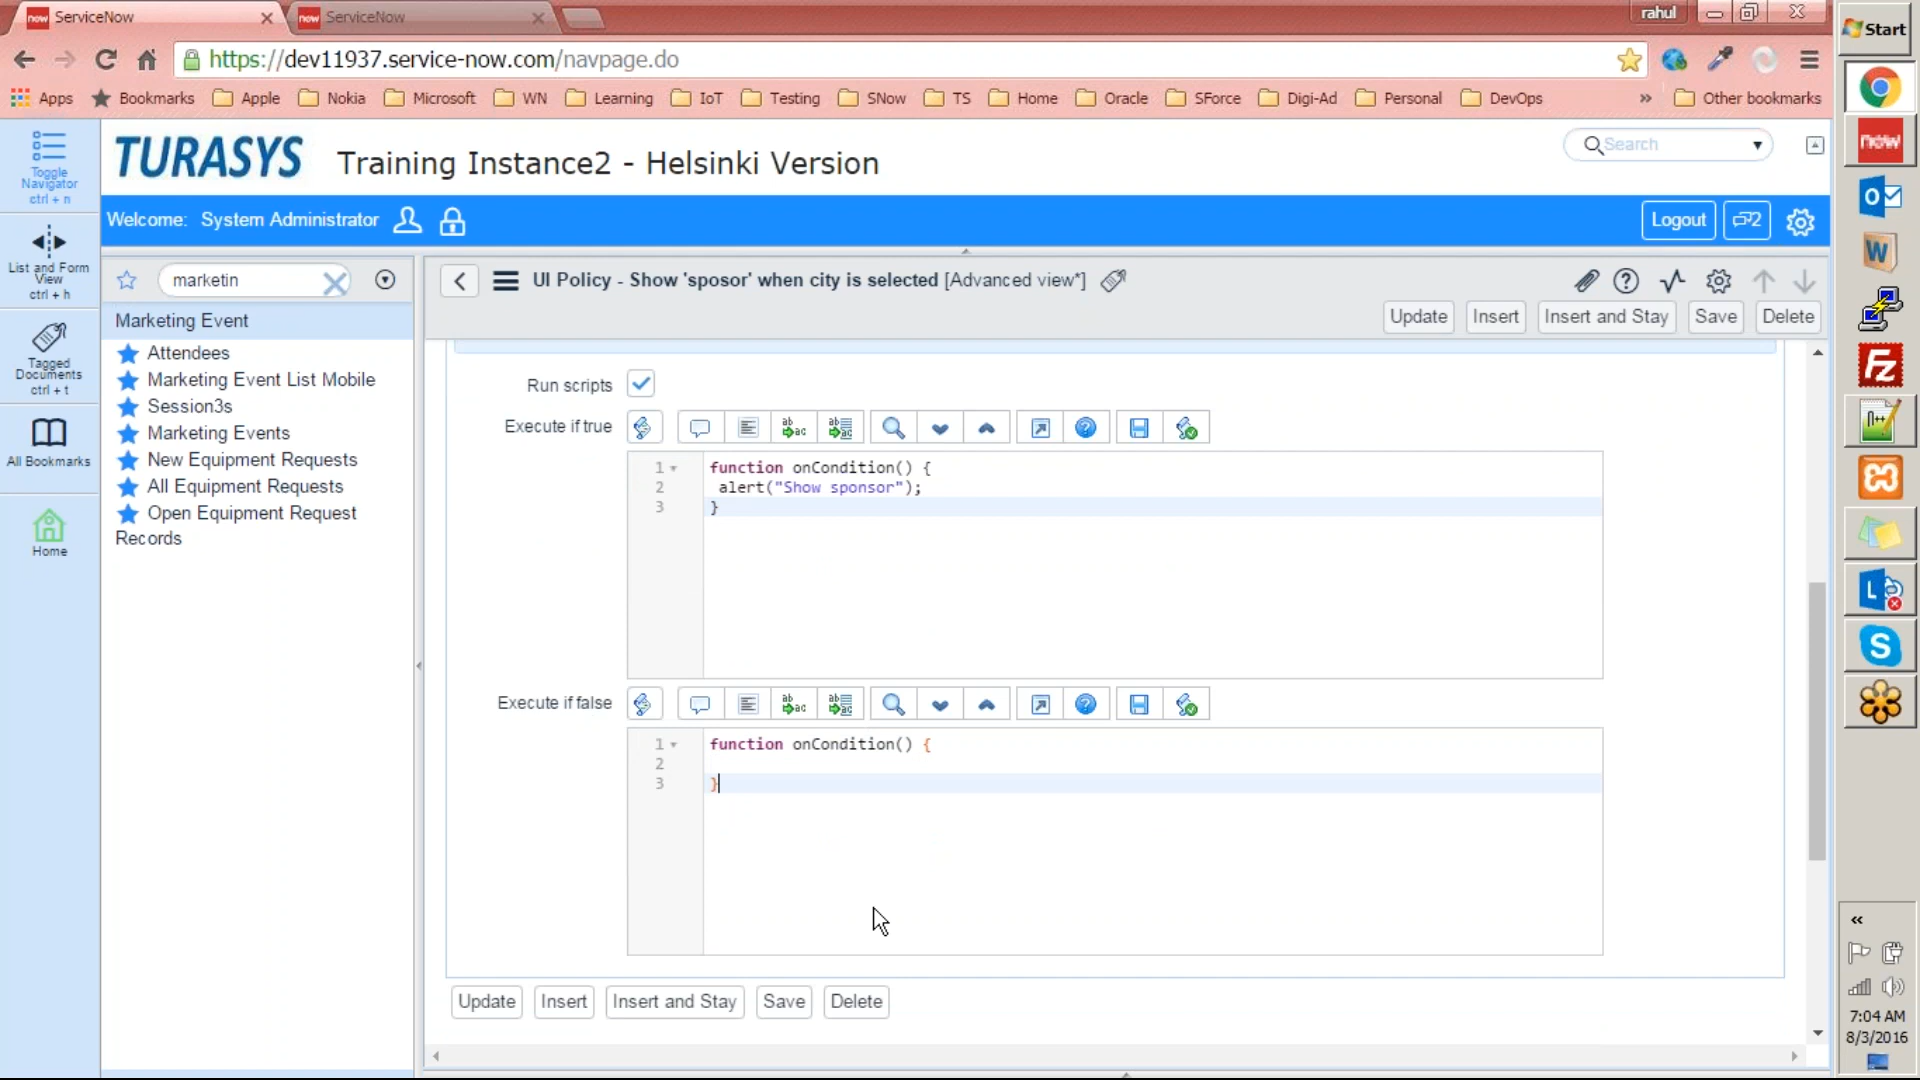 now ServiceNow
now ServiceNow
rahul
https://dev11937.service-now.com/navpage.do
Apps
Bookmarks
Apple
Nokia
Microsoft
WN
Learning
IoT
Testing
SNow
TS
Home
Oracle
SForce
Digi-Ad
Personal
DevOps
»
Other bookmarks
Start
now
Toggle
Navigator
ctrl + n
TURASYS Training Instance2 - Helsinki Version
Search
Welcome: System Administrator
Logout
2
List and Form
View
ctrl + h
Tagged
Documents
ctrl + t
All Bookmarks
Home
marketin
Marketing Event
Attendees
Marketing Event List Mobile
Session3s
Marketing Events
New Equipment Requests
All Equipment Requests
Open Equipment Request
Records
UI Policy - Show 'sposor' when city is selected [Advanced view*]
Update
Insert
Insert and Stay
Save
Delete
Run scripts
Execute if true
1 function onCondition() {
2 alert("Show sponsor");
3 }
Execute if false
1 function onCondition() {
2
3 }
Update
Insert
Insert and Stay
Save
Delete
«
7:04 AM
8/3/2016